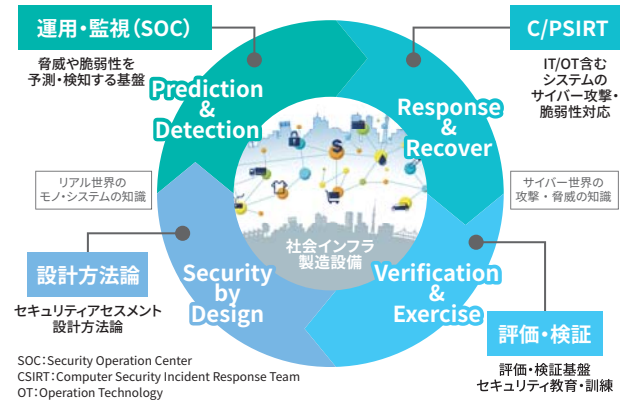 運用・監視（SOC）
脅威や脆弱性を
予測・検知する基盤
Prediction
&
Detection
C/PSIRT
IT/OT含む
システムの
サイバー攻撃・
脆弱性対応
Response
&
Recover
リアル世界の
モノ・システムの知識
サイバー世界の
攻撃・脅威の知識
$
社会インフラ
製造設備
設計方法論
セキュリティアセスメント
設計方法論
Security
by
Design
Verification
&
Exercise
評価・検証
評価・検証基盤
セキュリティ教育・訓練
SOC：Security Operation Center
CSIRT：Computer Security Incident Response Team
OT：Operation Technology